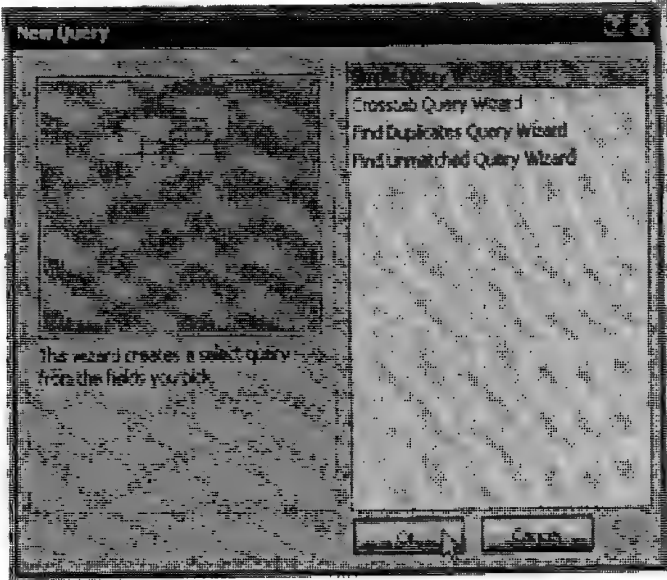 New Query
Simple Query Wizard
Crosstab Query Wizard
Find Duplicates Query Wizard
Find Unmatched Query Wizard
This wizard creates a select query
from the fields you pick.
OK
Cancel